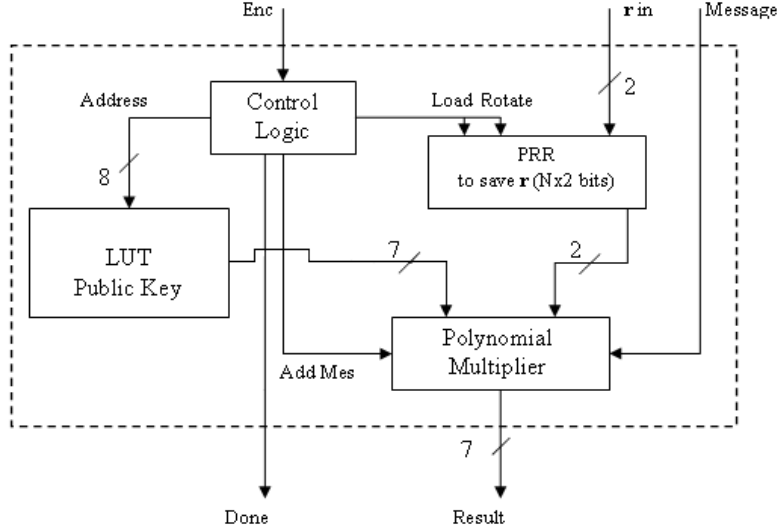 Enc
r in
Message
Address
Control
Logic
Load Rotate
2
PRR
to save r (Nx2 bits)
8
LUT
Public Key
7
2
Polynomial
Multiplier
Add Mes
7
Done
Result